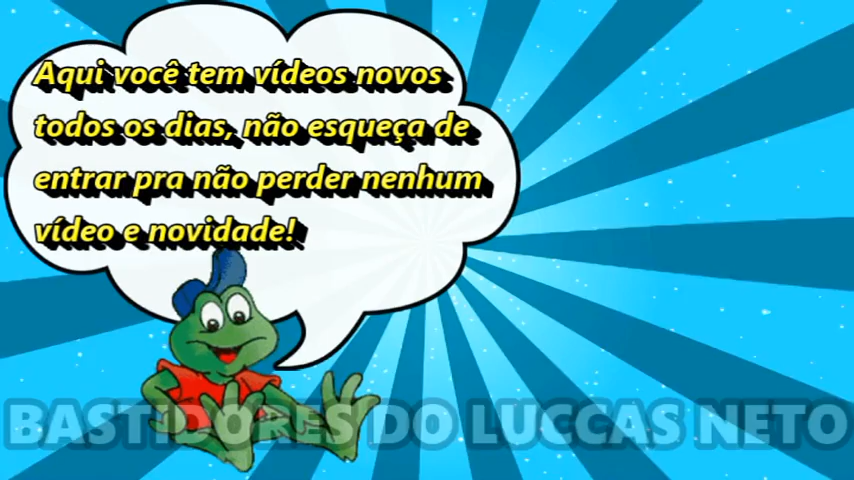 Aqui você tem vídeos novos
todos os dias, não esqueça de
entrar pra não perder nenhum
vídeo e novidade!
BASTIDORES DO LUCCAS NETO